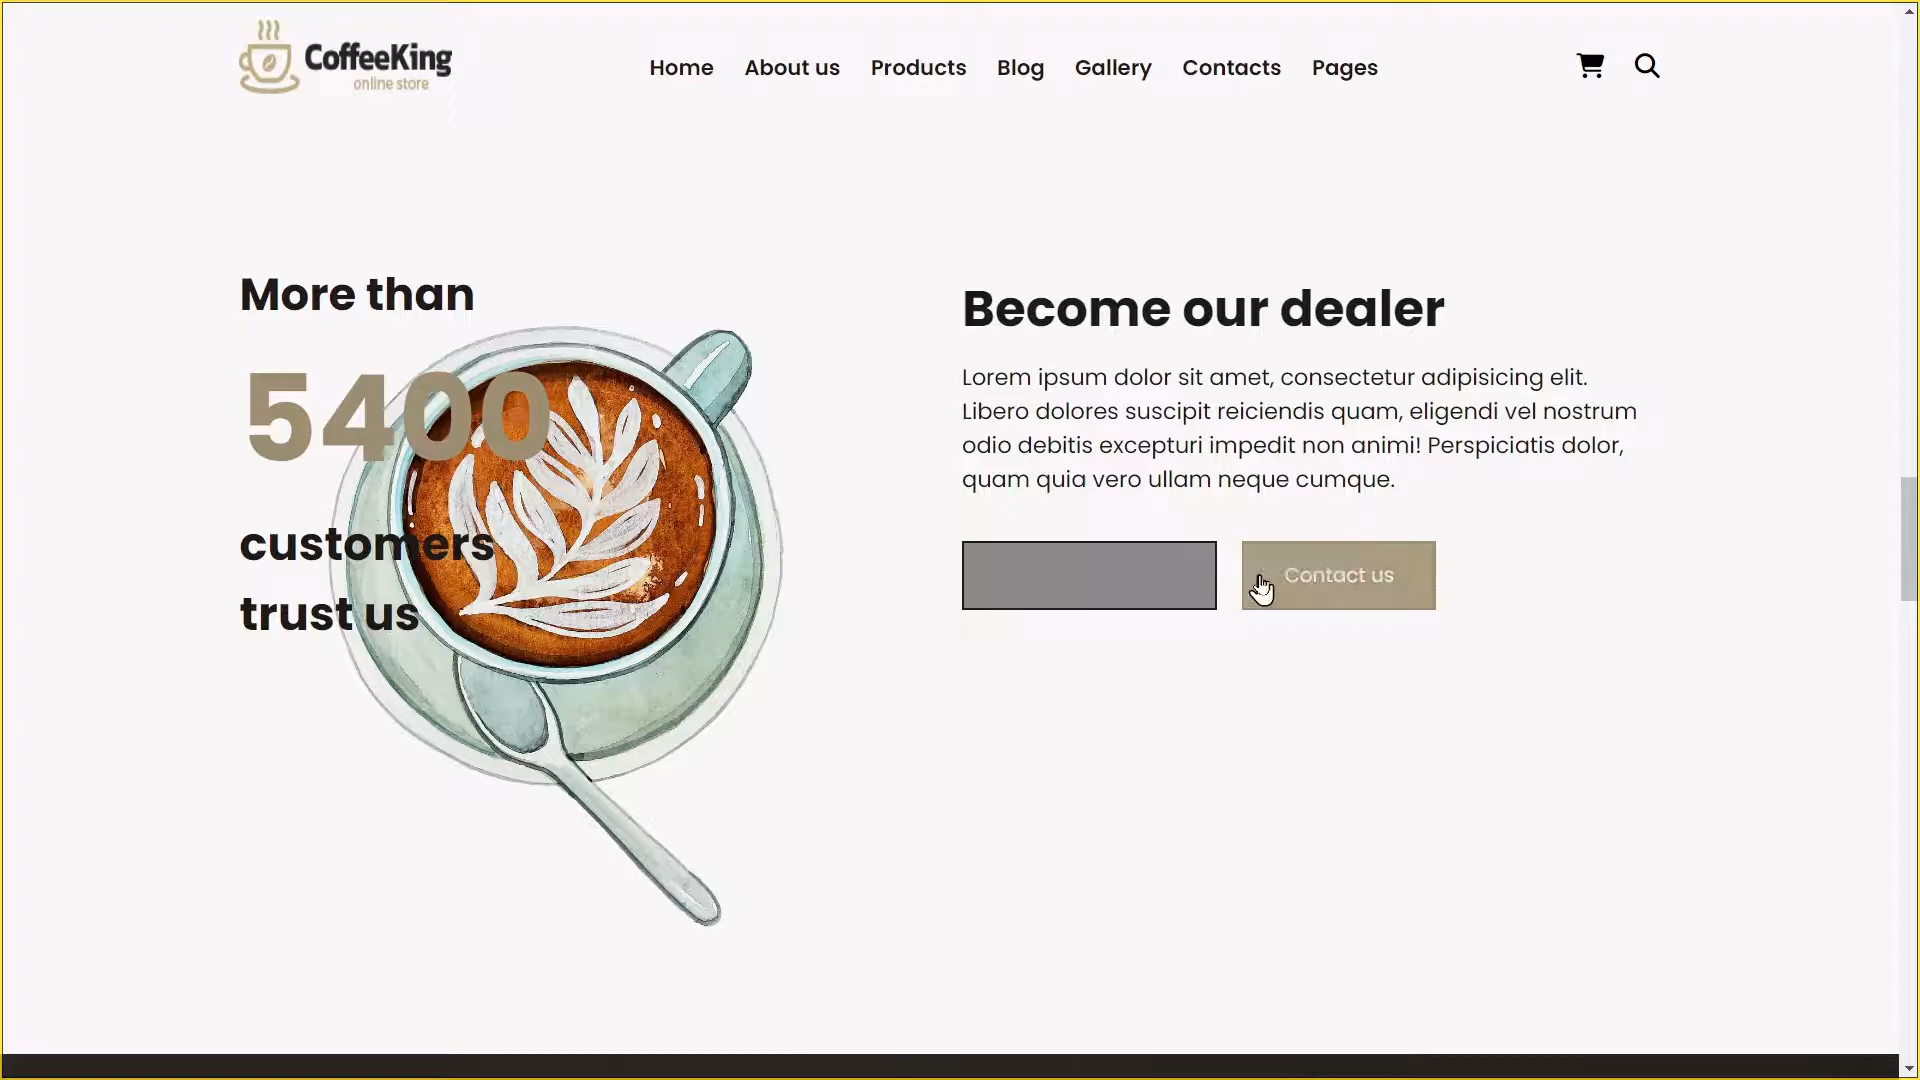 CoffeeKing
online store
Home About us Products Blog Gallery Contacts Pages
More than
5400
customers
trust us
Become our dealer
Lorem ipsum dolor sit amet, consectetur adipisicing elit.
Libero dolores suscipit reiciendis quam, eligendi vel nostrum
odio debitis excepturi impedit non animi! Perspiciatis dolor,
quam quia vero ullam neque cumque.
Contact us